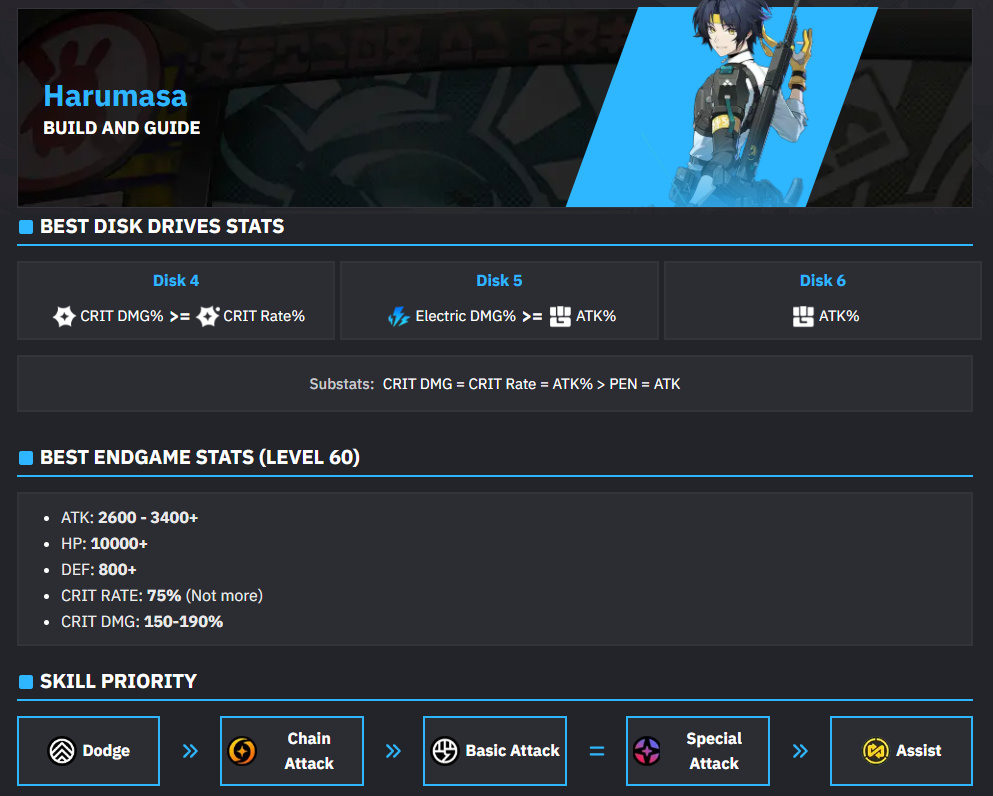 Harumasa
BUILD AND GUIDE
BEST DISK DRIVES STATS
Disk 4
CRIT DMG% >= CRIT Rate%
Disk 5
Electric DMG% >= ATK%
Disk 6
ATK%
Substats: CRIT DMG = CRIT Rate = ATK% > PEN = ATK
BEST ENDGAME STATS (LEVEL 60)
• ATK: 2600 - 3400+
• HP: 10000+
• DEF: 800+
• CRIT RATE: 75% (Not more)
• CRIT DMG: 150-190%
SKILL PRIORITY
Dodge
»
Chain
Attack
»
Basic Attack
=
Special
Attack
»
Assist